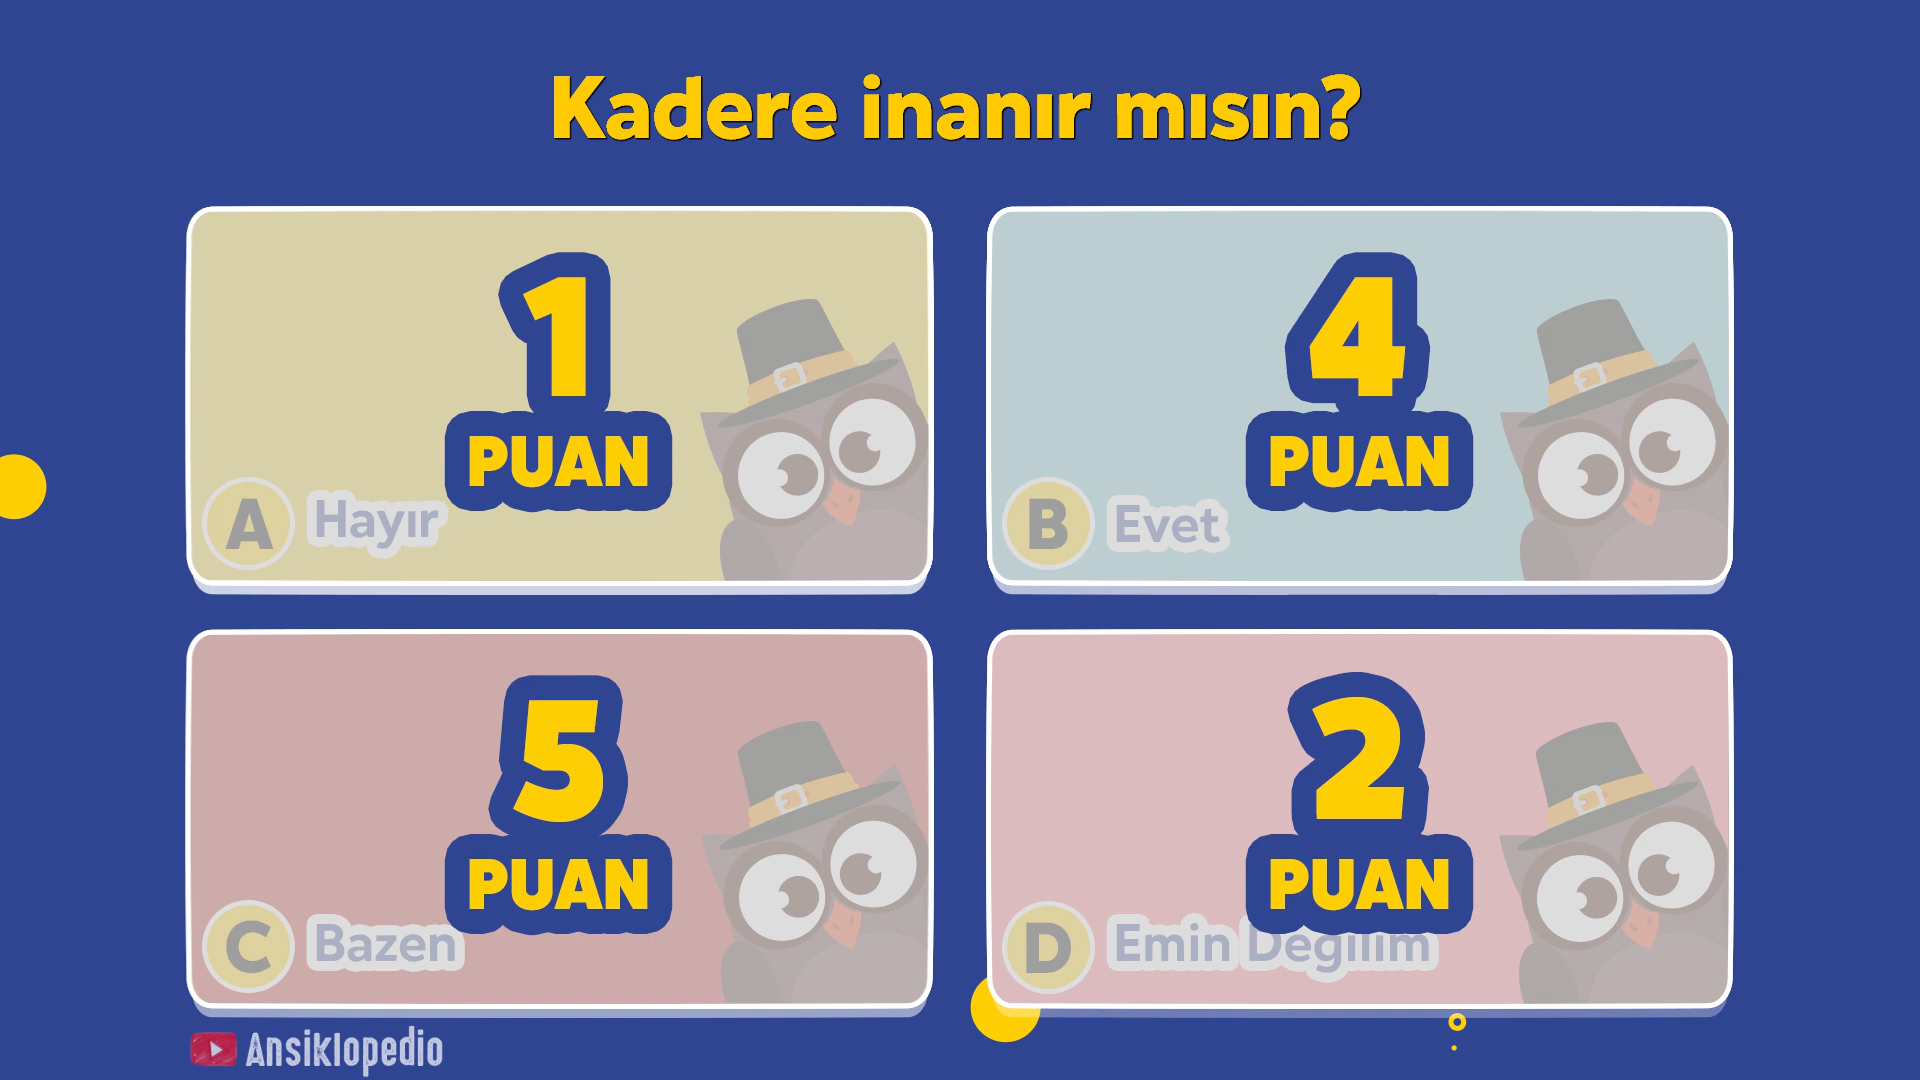 Kadere inanır mısın?
1
PUAN
A Hayır
4
PUAN
B Evet
5
PUAN
C Bazen
2
PUAN
D Emin Değilim
Ansiklopedio